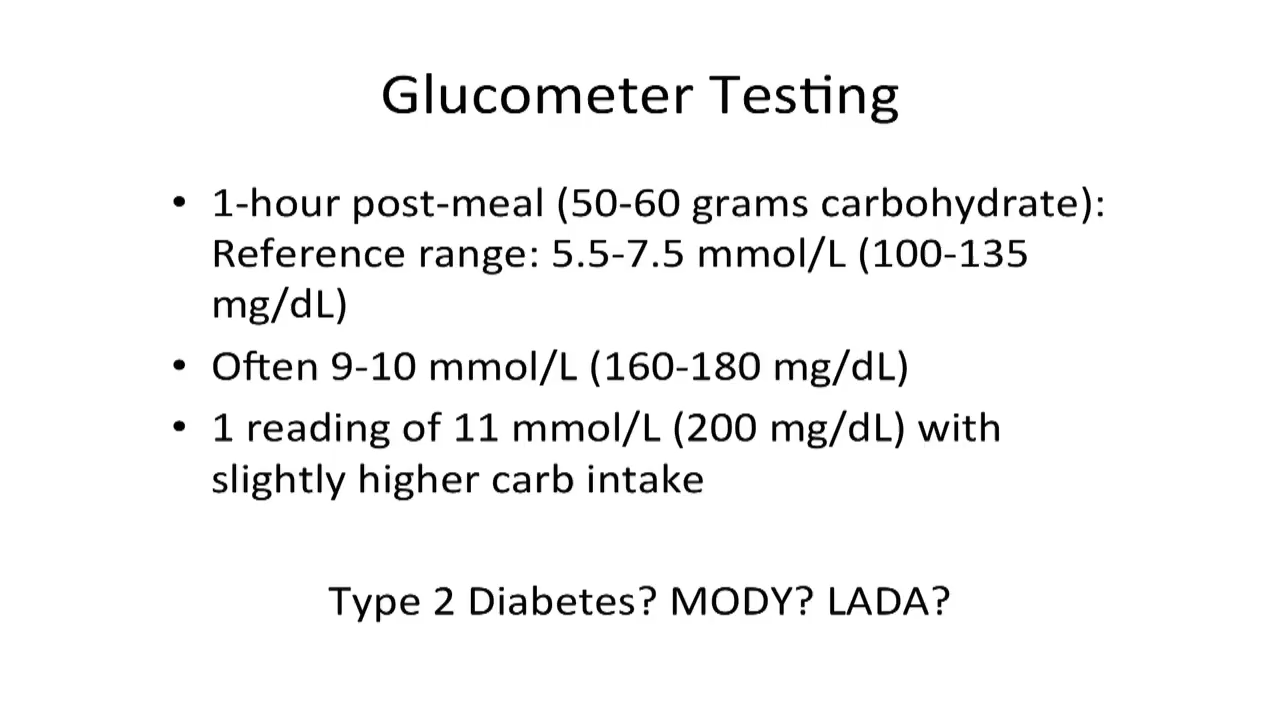 Glucometer Testing
• 1-hour post-meal (50-60 grams carbohydrate):
Reference range: 5.5-7.5 mmol/L (100-135
mg/dL)
• Often 9-10 mmol/L (160-180 mg/dL)
• 1 reading of 11 mmol/L (200 mg/dL) with
slightly higher carb intake
Type 2 Diabetes? MODY? LADA?